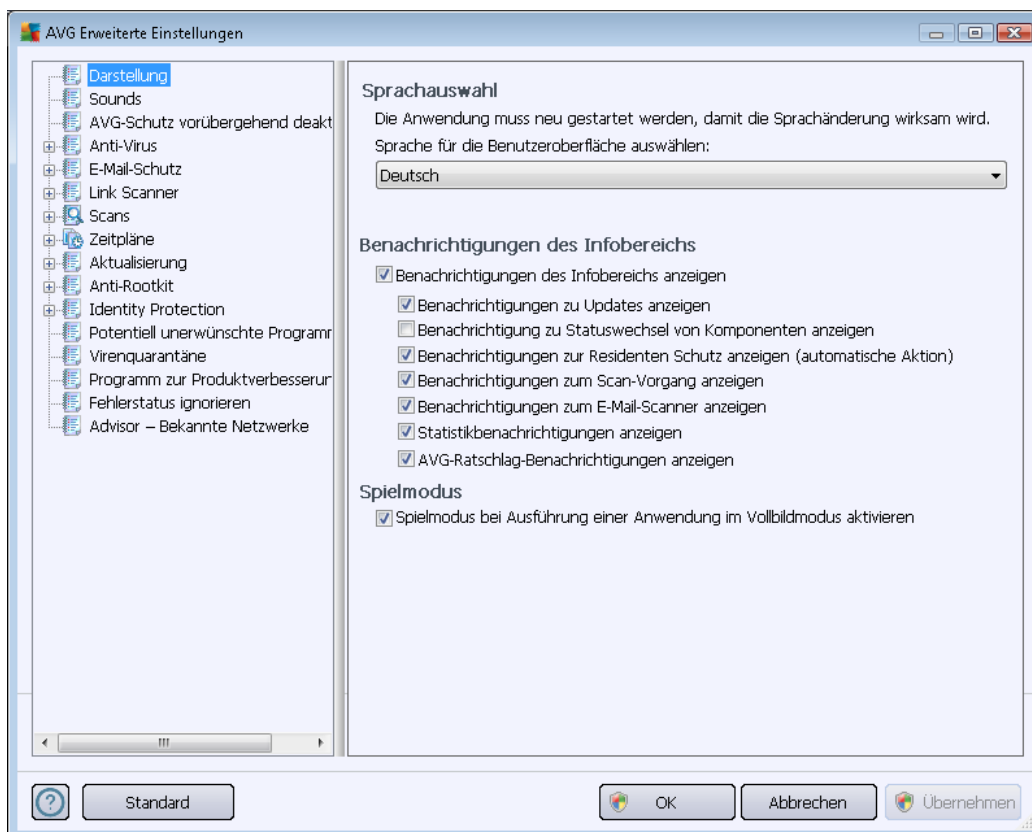 AVG Erweiterte Einstellungen
Darstellung
Sounds
AVG-Schutz vorübergehend deakt
Anti-Virus
E-Mail-Schutz
Link Scanner
Scans
Zeitpläne
Aktualisierung
Anti-Rootkit
Identity Protection
Potentiell unerwünschte Programm
Virenquarantäne
Programm zur Produktverbesserur
Fehlerstatus ignorieren
Advisor – Bekannte Netzwerke
Sprachauswahl
Die Anwendung muss neu gestartet werden, damit die Sprachänderung wirksam wird.
Sprache für die Benutzeroberfläche auswählen:
Deutsch
Benachrichtigungen des Infobereichs
Benachrichtigungen des Infobereichs anzeigen
Benachrichtigungen zu Updates anzeigen
Benachrichtigung zu Statuswechsel von Komponenten anzeigen
Benachrichtigungen zur Residenten Schutz anzeigen (automatische Aktion)
Benachrichtigungen zum Scan-Vorgang anzeigen
Benachrichtigungen zum E-Mail-Scanner anzeigen
Statistikbenachrichtigungen anzeigen
AVG-Ratschlag-Benachrichtigungen anzeigen
Spielmodus
Spielmodus bei Ausführung einer Anwendung im Vollbildmodus aktivieren
? Standard OK Abbrechen Übernehmen